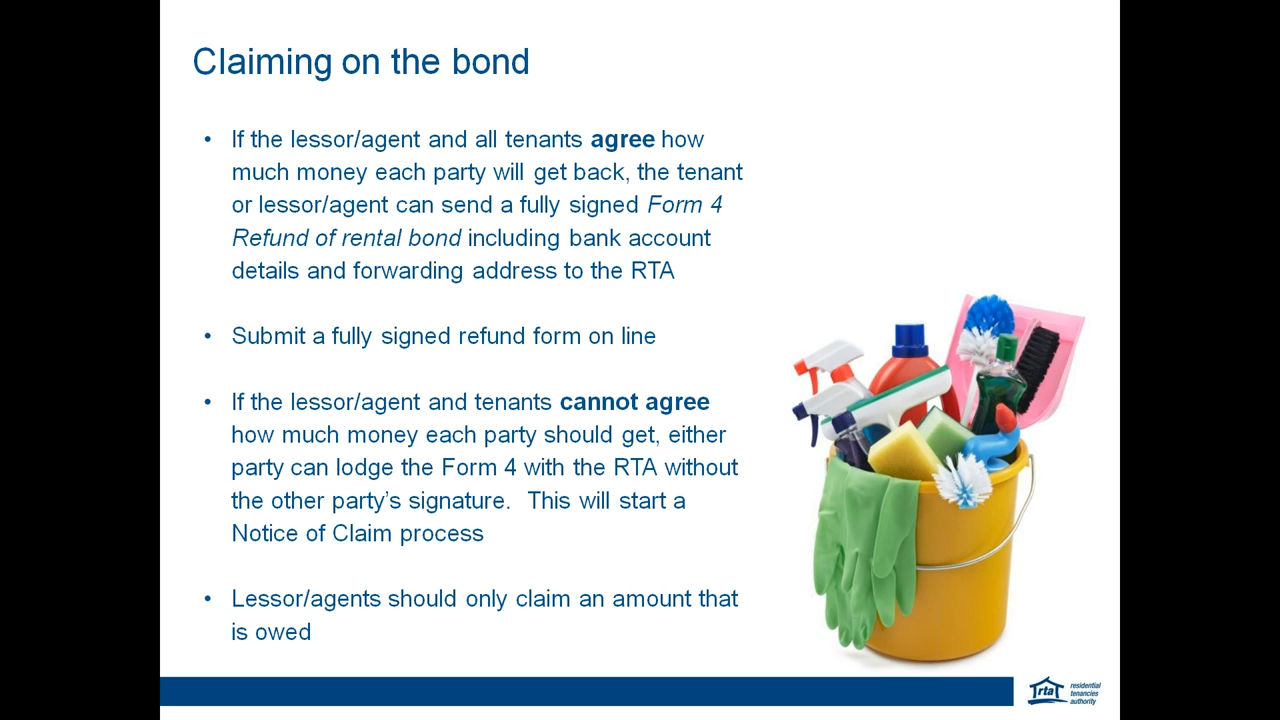 Claiming on the bond
• If the lessor/agent and all tenants agree how
much money each party will get back, the tenant
or lessor/agent can send a fully signed Form 4
Refund of rental bond including bank account
details and forwarding address to the RTA
• Submit a fully signed refund form on line
• If the lessor/agent and tenants cannot agree
how much money each party should get, either
party can lodge the Form 4 with the RTA without
the other party's signature.  This will start a
Notice of Claim process
• Lessor/agents should only claim an amount that
is owed
rta
residential
tenancies
authority